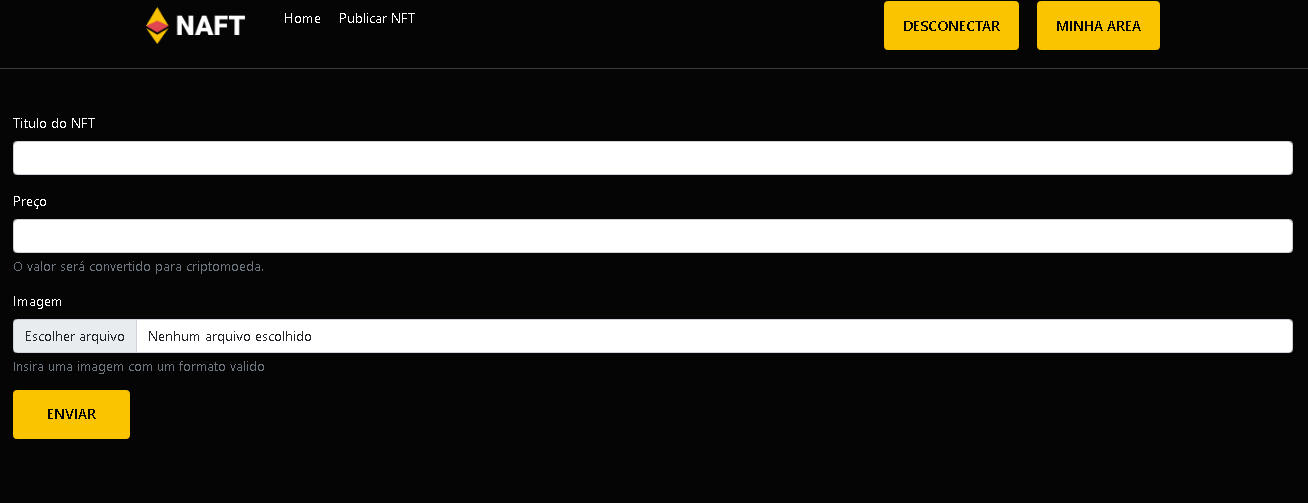 NAFT Home Publicar NFT DESCONECTAR MINHA AREA
Titulo do NFT
Preço
O valor será convertido para criptomoeda.
Imagem
Escolher arquivo Nenhum arquivo escolhido
Insira uma imagem com um formato valido
ENVIAR